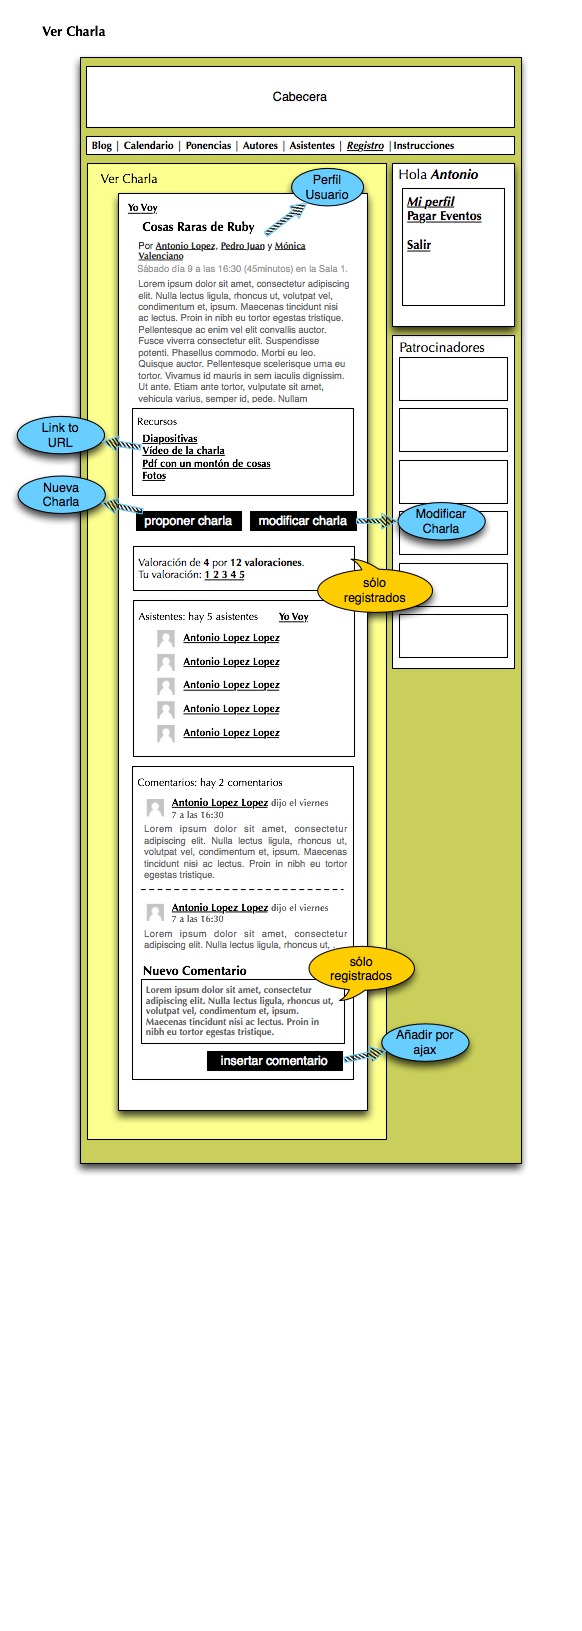 Ver Charla
Cabecera
Blog | Calendario | Ponencias | Autores | Asistentes | Registro | Instrucciones
Ver Charla
Perfil
Usuario
Yo Voy
Cosas Raras de Ruby
Por Antonio Lopez, Pedro Juan y Mónica
Valenciano
Sábado día 9 a las 16:30 (45minutos) en la Sala 1.
Lorem ipsum dolor sit amet, consectetur adipiscing
elit. Nulla lectus ligula, rhoncus ut, volutpat vel,
condimentum et, ipsum. Maecenas tincidunt nisi
ac lectus. Proin in nibh eu tortor egestas tristique.
Pellentesque ac enim vel elit convallis auctor.
Fusce viverra consectetur elit. Suspendisse
potenti. Phasellus commodo. Morbi eu leo.
Quisque auctor. Pellentesque scelerisque urna eu
tortor. Vivamus id mauris in sem iaculis dignissim.
Ut ante. Etiam ante tortor, vulputate sit amet,
vehicula varius, semper id, pede. Nullam
Recursos
Diapositivas
Vídeo de la charla
Pdf con un montón de cosas
Fotos
Link to
URL
Nueva
Charla
proponer charla
modificar charla
Modificar
Charla
Valoración de 4 por 12 valoraciones.
Tu valoración: 1 2 3 4 5
sólo
registrados
Asistentes: hay 5 asistentes Yo Voy
Antonio Lopez Lopez
Antonio Lopez Lopez
Antonio Lopez Lopez
Antonio Lopez Lopez
Antonio Lopez Lopez
Comentarios: hay 2 comentarios
Antonio Lopez Lopez dijo el viernes
7 a las 16:30
Lorem ipsum dolor sit amet, consectetur
adipiscing elit. Nulla lectus ligula, rhoncus ut,
volutpat vel, condimentum et, ipsum. Maecenas
tincidunt nisi ac lectus. Proin in nibh eu tortor
egestas tristique.
Antonio Lopez Lopez dijo el viernes
7 a las 16:30
Lorem ipsum dolor sit amet, consectetur
adipiscing elit. Nulla lectus ligula, rhoncus ut,
sólo
registrados
Nuevo Comentario
Lorem ipsum dolor sit amet, consectetur
adipiscing elit. Nulla lectus ligula, rhoncus ut,
volutpat vel, condimentum et, ipsum.
Maecenas tincidunt nisi ac lectus. Proin in
nibh eu tortor egestas tristique.
insertar comentario
Añadir por
ajax
Hola Antonio
Mi perfil
Pagar Eventos
Salir
Patrocinadores